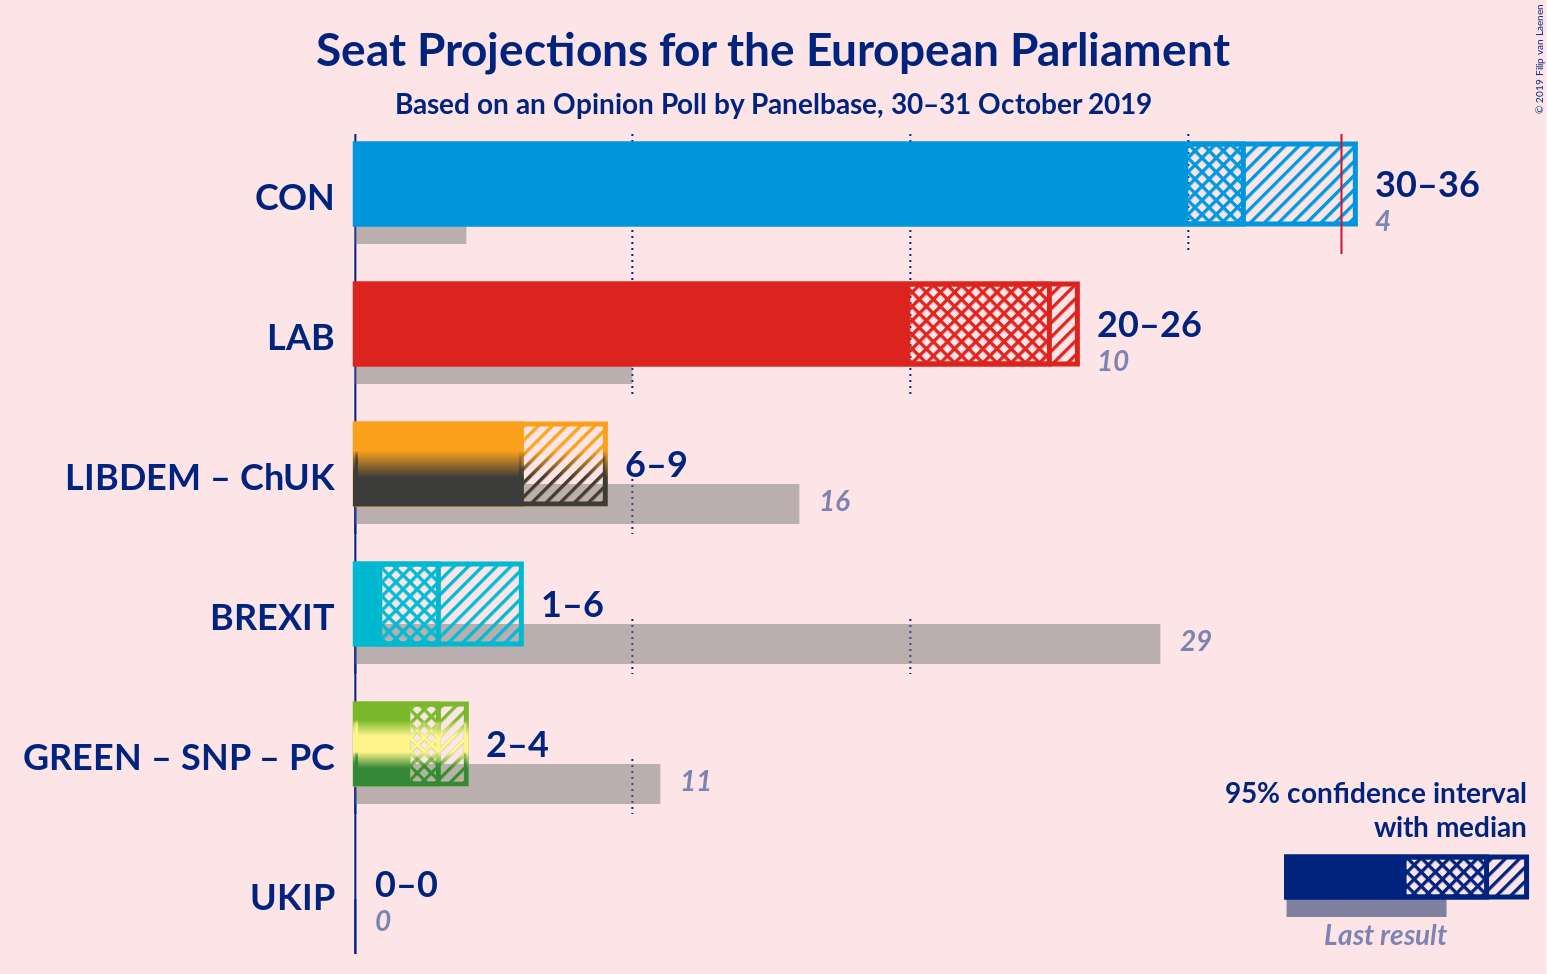 Seat Projections for the European Parliament
Based on an Opinion Poll by Panelbase, 30–31 October 2019
© 2019 Filip van Laenen
CON
30–36
4
LAB
20–26
10
LIBDEM – ChUK
6–9
16
BREXIT
1–6
29
GREEN – SNP – PC
2–4
11
UKIP
0–0
0
95% confidence interval
with median
Last result